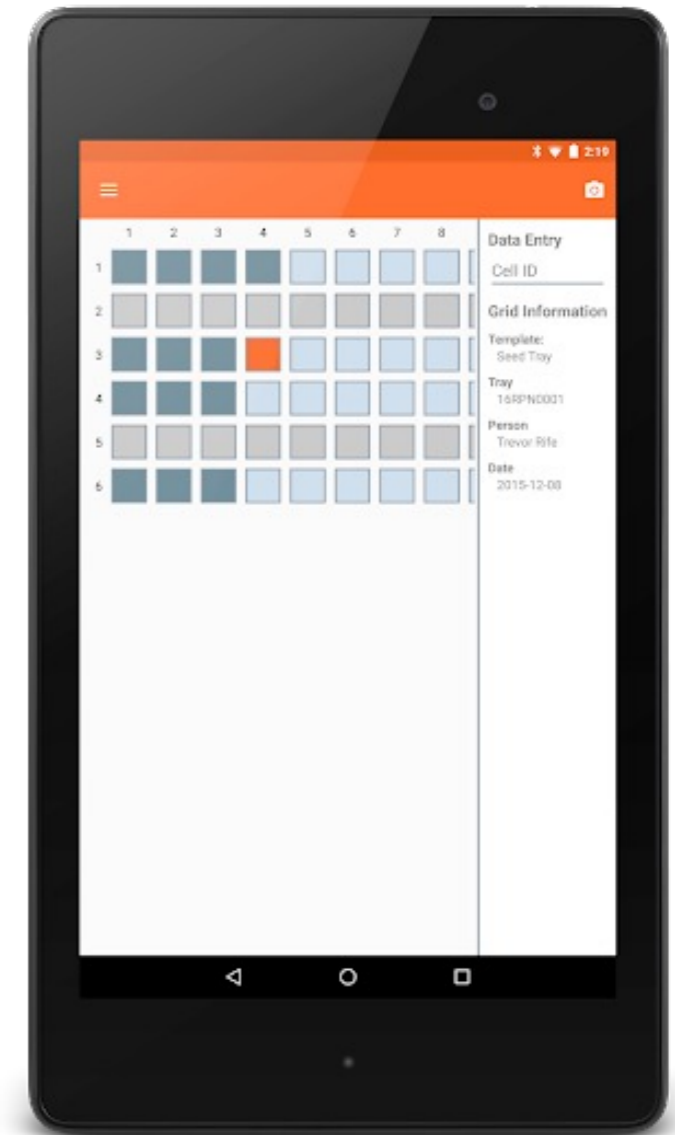 2:19
1 2 3 4 5 6 7 8
Data Entry
1
Cell ID
2
Grid Information
Template:
Seed Tray
3
Tray
16RPN0001
4
Person
Trevor Rife
5
Date
2015-12-08
6